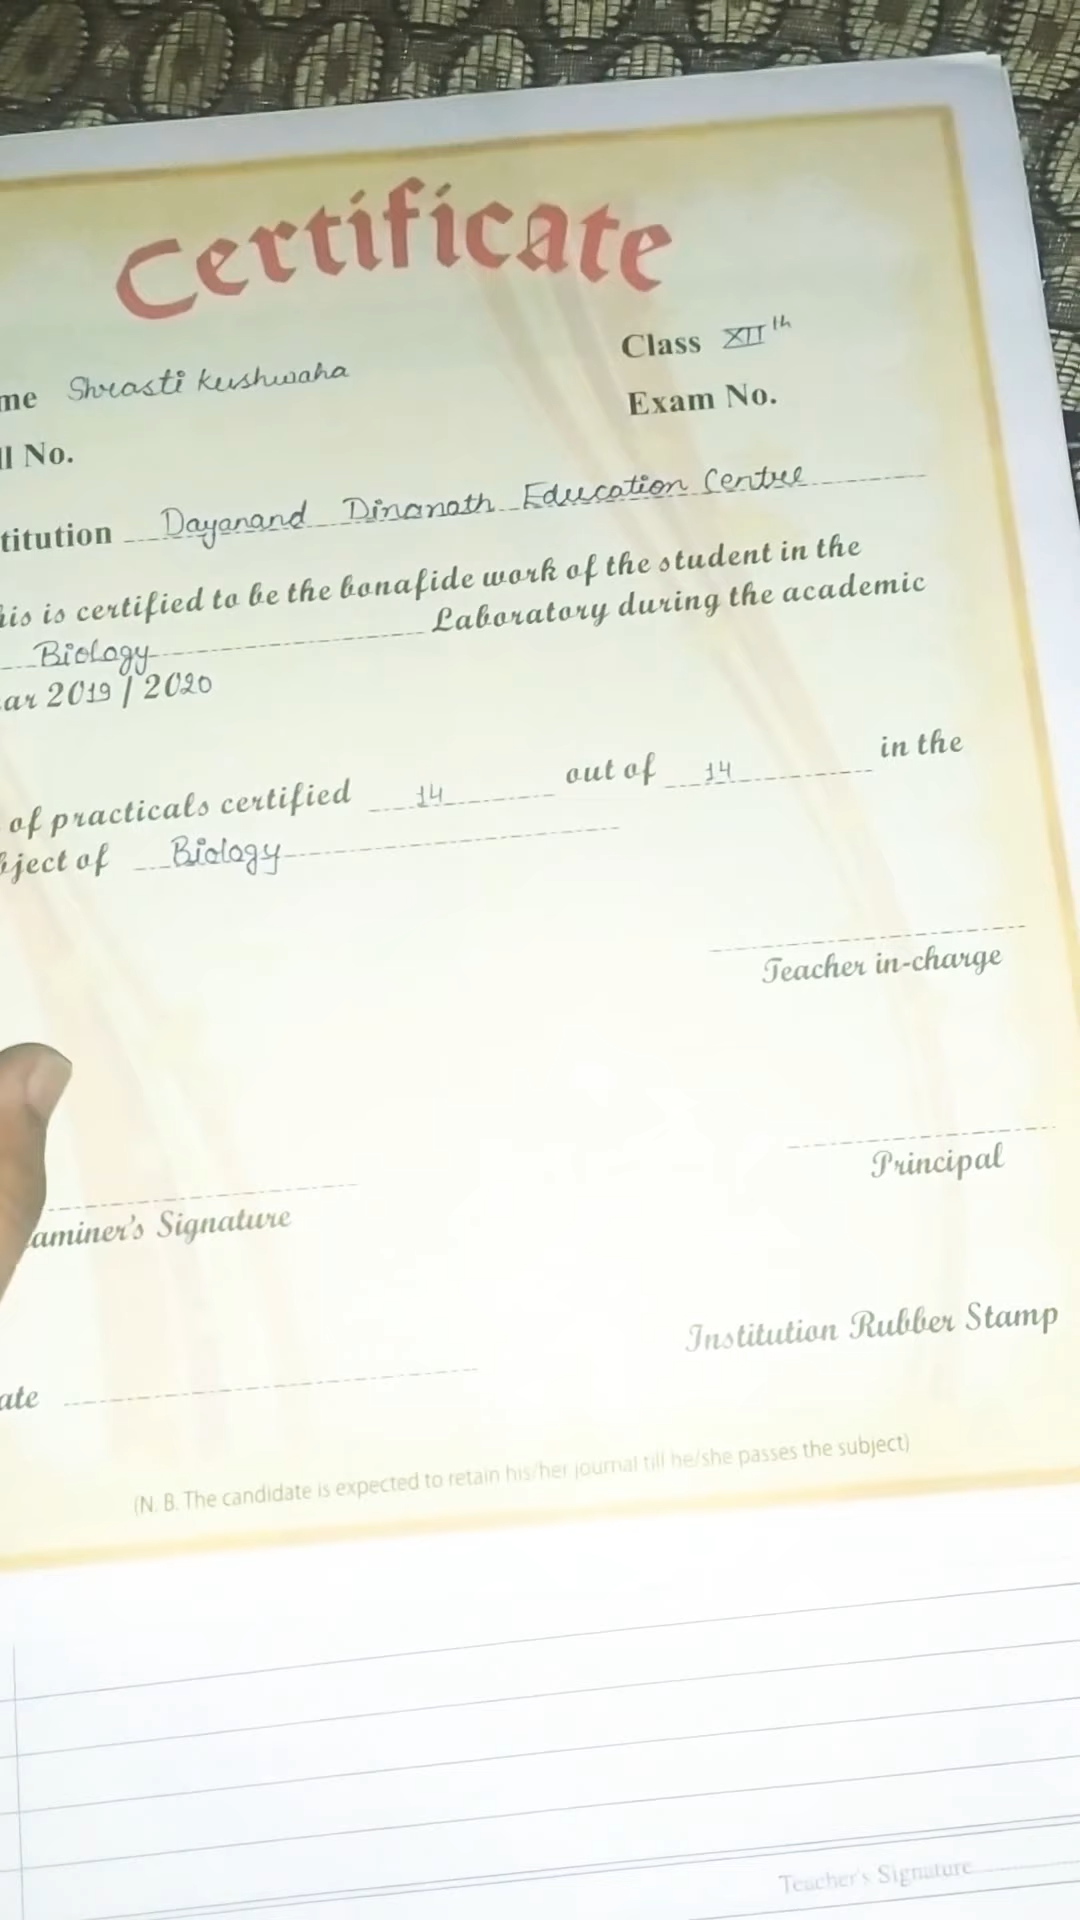 Certificate
me Shrasti Kushwaha
Class XII th
ll No.
Exam No.
titution Dayanand Dinanath Education Centre
his is certified to be the bonafide work of the student in the
Biology Laboratory during the academic
ar 2019 / 2020
of practicals certified 14 out of 14 in the
bject of Biology
Teacher in-charge
Principal
aminer's Signature
Institution Rubber Stamp
ate
(N. B. The candidate is expected to retain his/her journal till he/she passes the subject)
Teacher's Signature